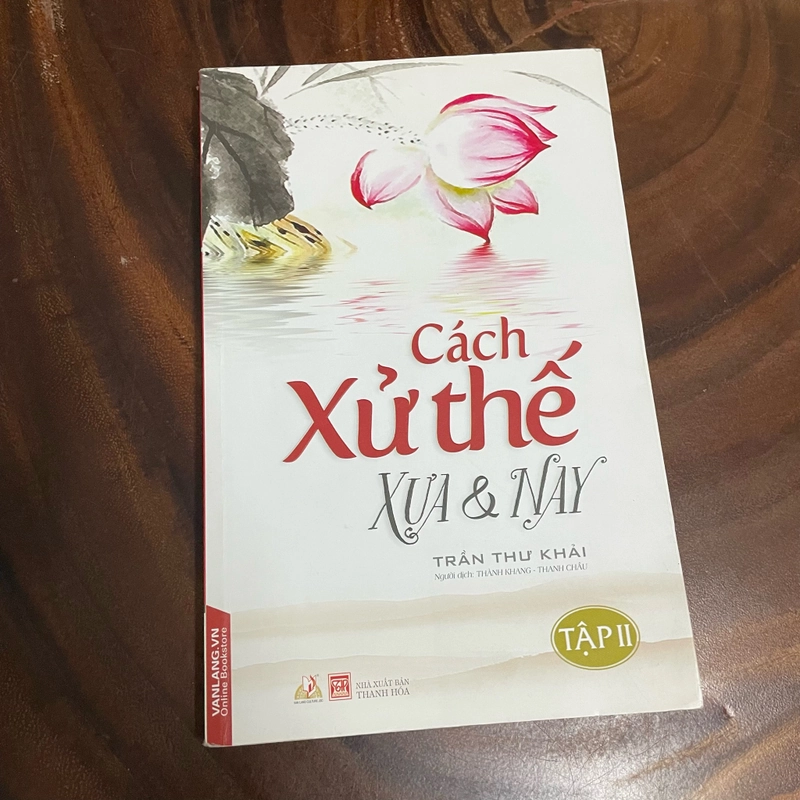 Cách
Xử thế
XƯA & NAY
TRẦN THƯ KHẢI
Người dịch: THÀNH KHANG - THANH CHÂU
TẬP II
VANLANG.VN
Online Bookstore
NHÀ XUẤT BẢN
THANH HÓA